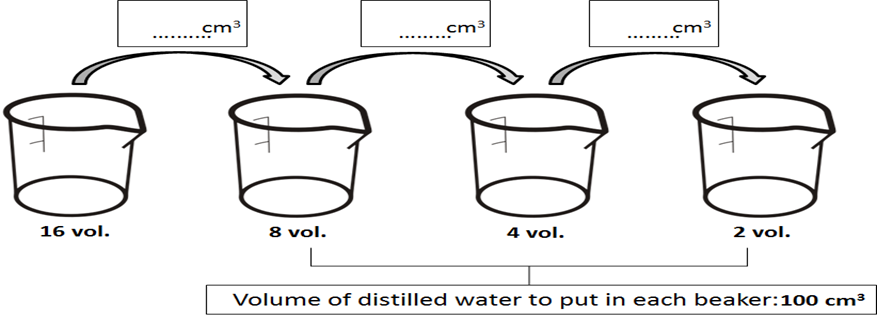 .........cm³
.........cm³
.........cm³
16 vol.
8 vol.
4 vol.
2 vol.
Volume of distilled water to put in each beaker:100 cm³